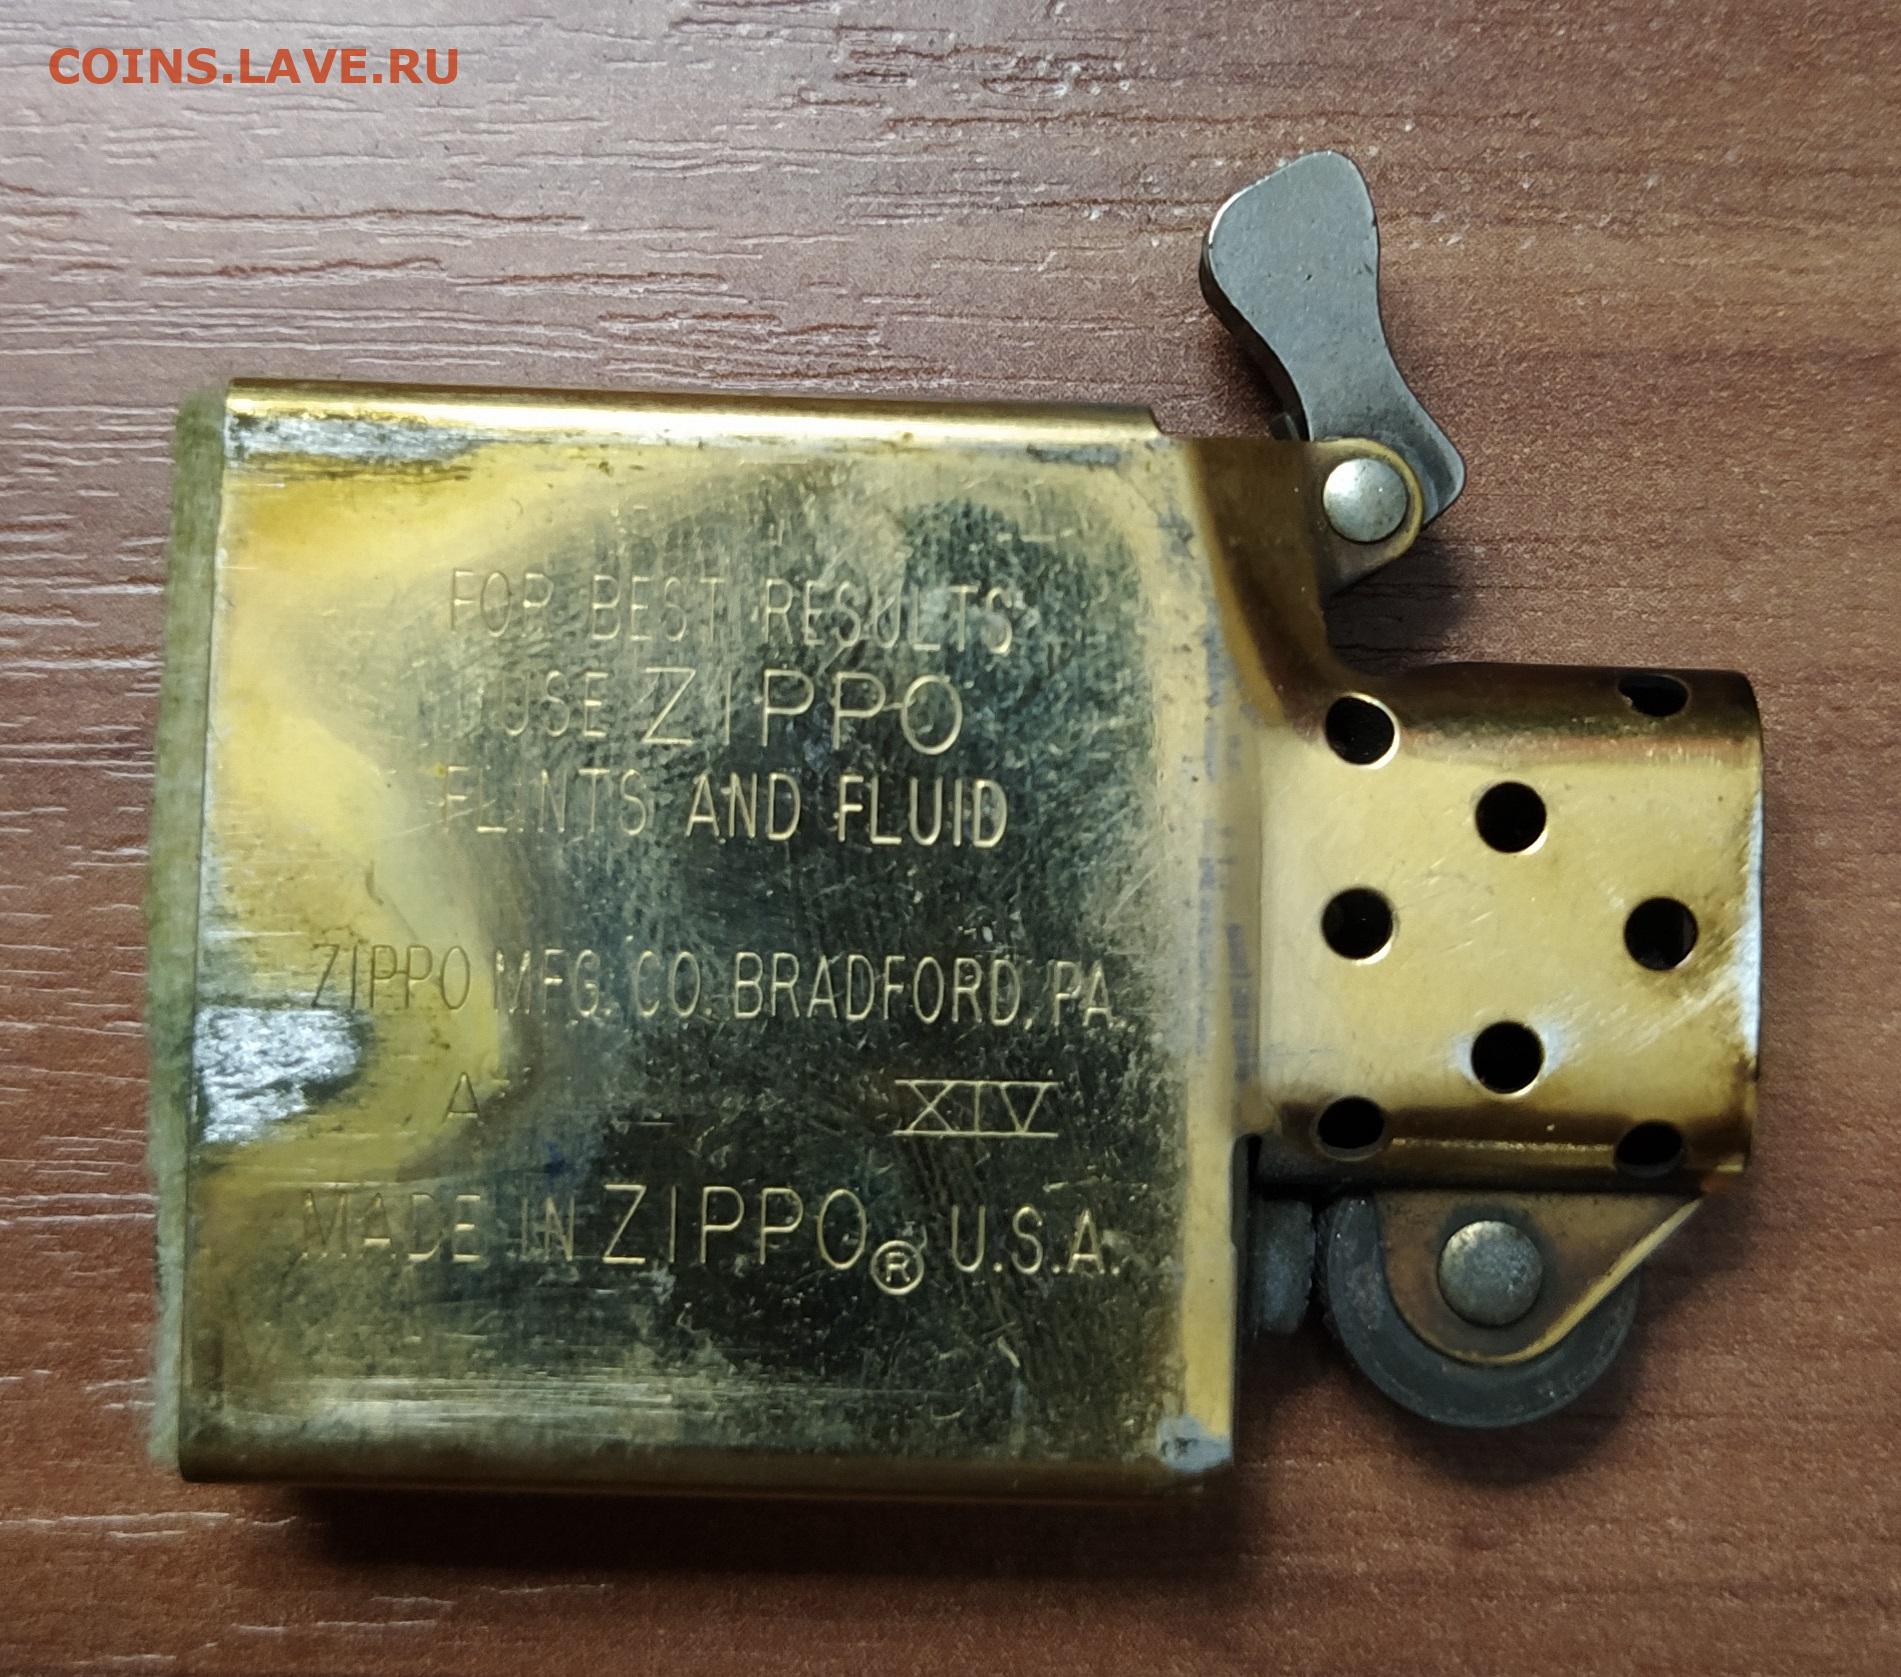 COINS.LAVE.RU
FOR BEST RESULTS
USE ZIPPO
FLINTS AND FLUID
ZIPPO MFG. CO. BRADFORD, PA.
A XIV
MADE IN ZIPPO® U.S.A.